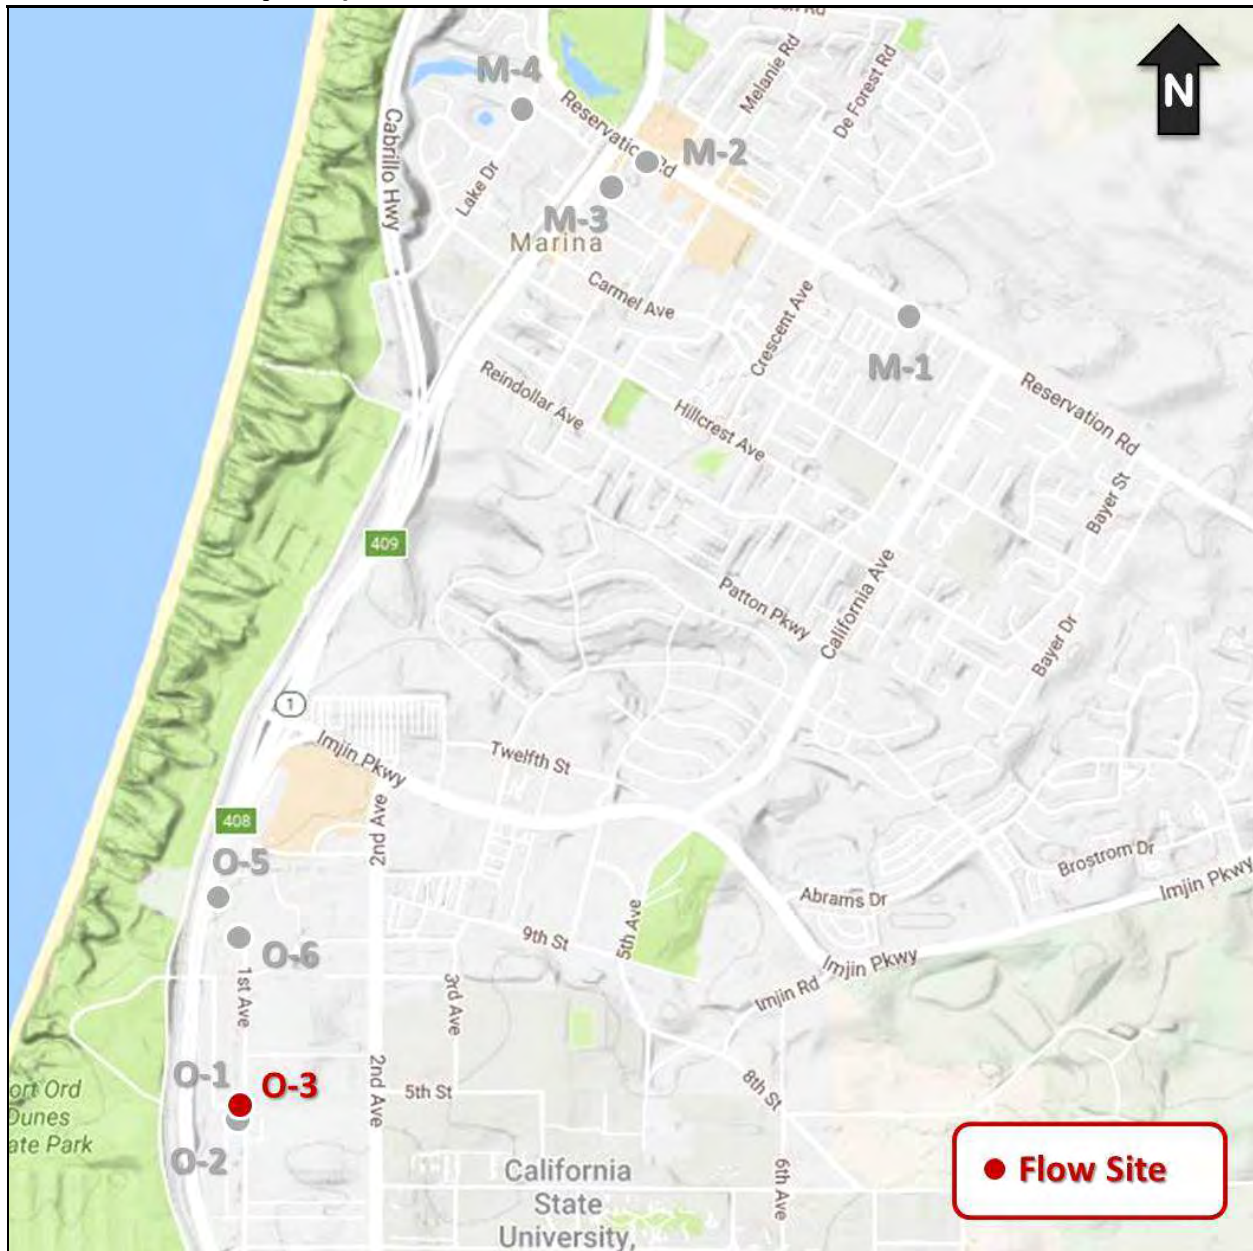 M-4
N
Melanie Rd
De Forest Rd
Cabrillo Hwy
Reservation Rd
M-2
Lake Dr
M-3
Marina
Carmel Ave
Crescent Ave
M-1
Reindollar Ave
Hillcrest Ave
Reservation Rd
Bayer St
409
Patton Pkwy
California Ave
Bayer Dr
1
Imjin Pkwy
Twelfth St
2nd Ave
408
O-5
Brostrom Dr
Abrams Dr
Imjin Pkwy
5th Ave
9th St
O-6
Imjin Pkwy
Imjin Rd
1st Ave
3rd Ave
O-1
O-3
2nd Ave
5th St
8th St
ort Ord
Dunes
ate Park
O-2
6th Ave
California
State
University,
Flow Site